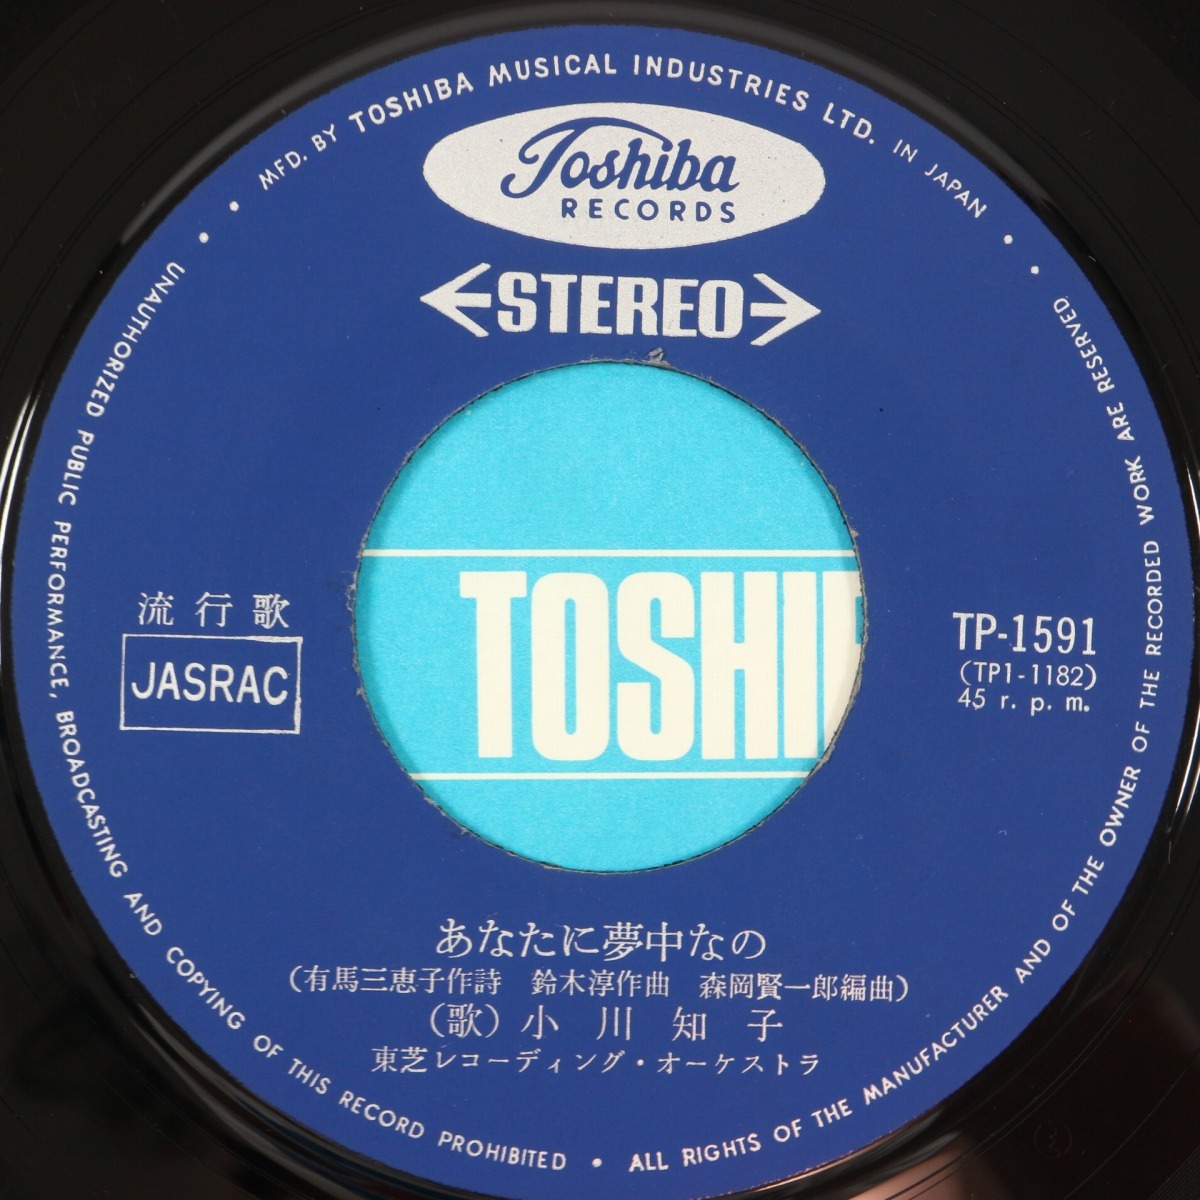 MFD. BY TOSHIBA MUSICAL INDUSTRIES LTD. IN JAPAN
Toshiba
RECORDS
STEREO
流行歌
JASRAC
TOSHI
TP-1591
(TP1-1182)
45 r. p. m.
あなたに夢中なの
(有馬三恵子作詩 鈴木淳作曲 森岡賢一郎編曲)
(歌) 小川知子
東芝レコーディング・オーケストラ
UNAUTHORIZED PUBLIC PERFORMANCE, BROADCASTING AND COPYING OF THIS RECORD PROHIBITED • ALL RIGHTS OF THE MANUFACTURER AND OF THE OWNER OF THE RECORDED WORK ARE RESERVED